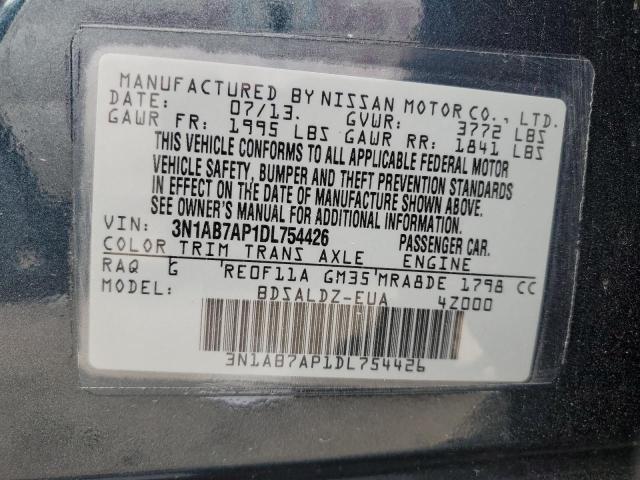 MANUFACTURED BY NISSAN MOTOR CO., LTD.
DATE: 07/13. GVWR: 3772 LBS
GAWR FR: 1995 LBS GAWR RR: 1841 LBS
THIS VEHICLE CONFORMS TO ALL APPLICABLE FEDERAL MOTOR
VEHICLE SAFETY, BUMPER AND THEFT PREVENTION STANDARDS
IN EFFECT ON THE DATE OF MANUFACTURE SHOWN ABOVE.
SEE OWNER'S MANUAL FOR ADDITIONAL INFORMATION.
VIN: 3N1AB7AP1DL754426 PASSENGER CAR.
COLOR TRIM TRANS AXLE ENGINE
RAQ G RE0F11A GM35 MRA8DE 1798 CC
MODEL: BDSALDZ-EUA 4Z000
3N1AB7AP1DL754426